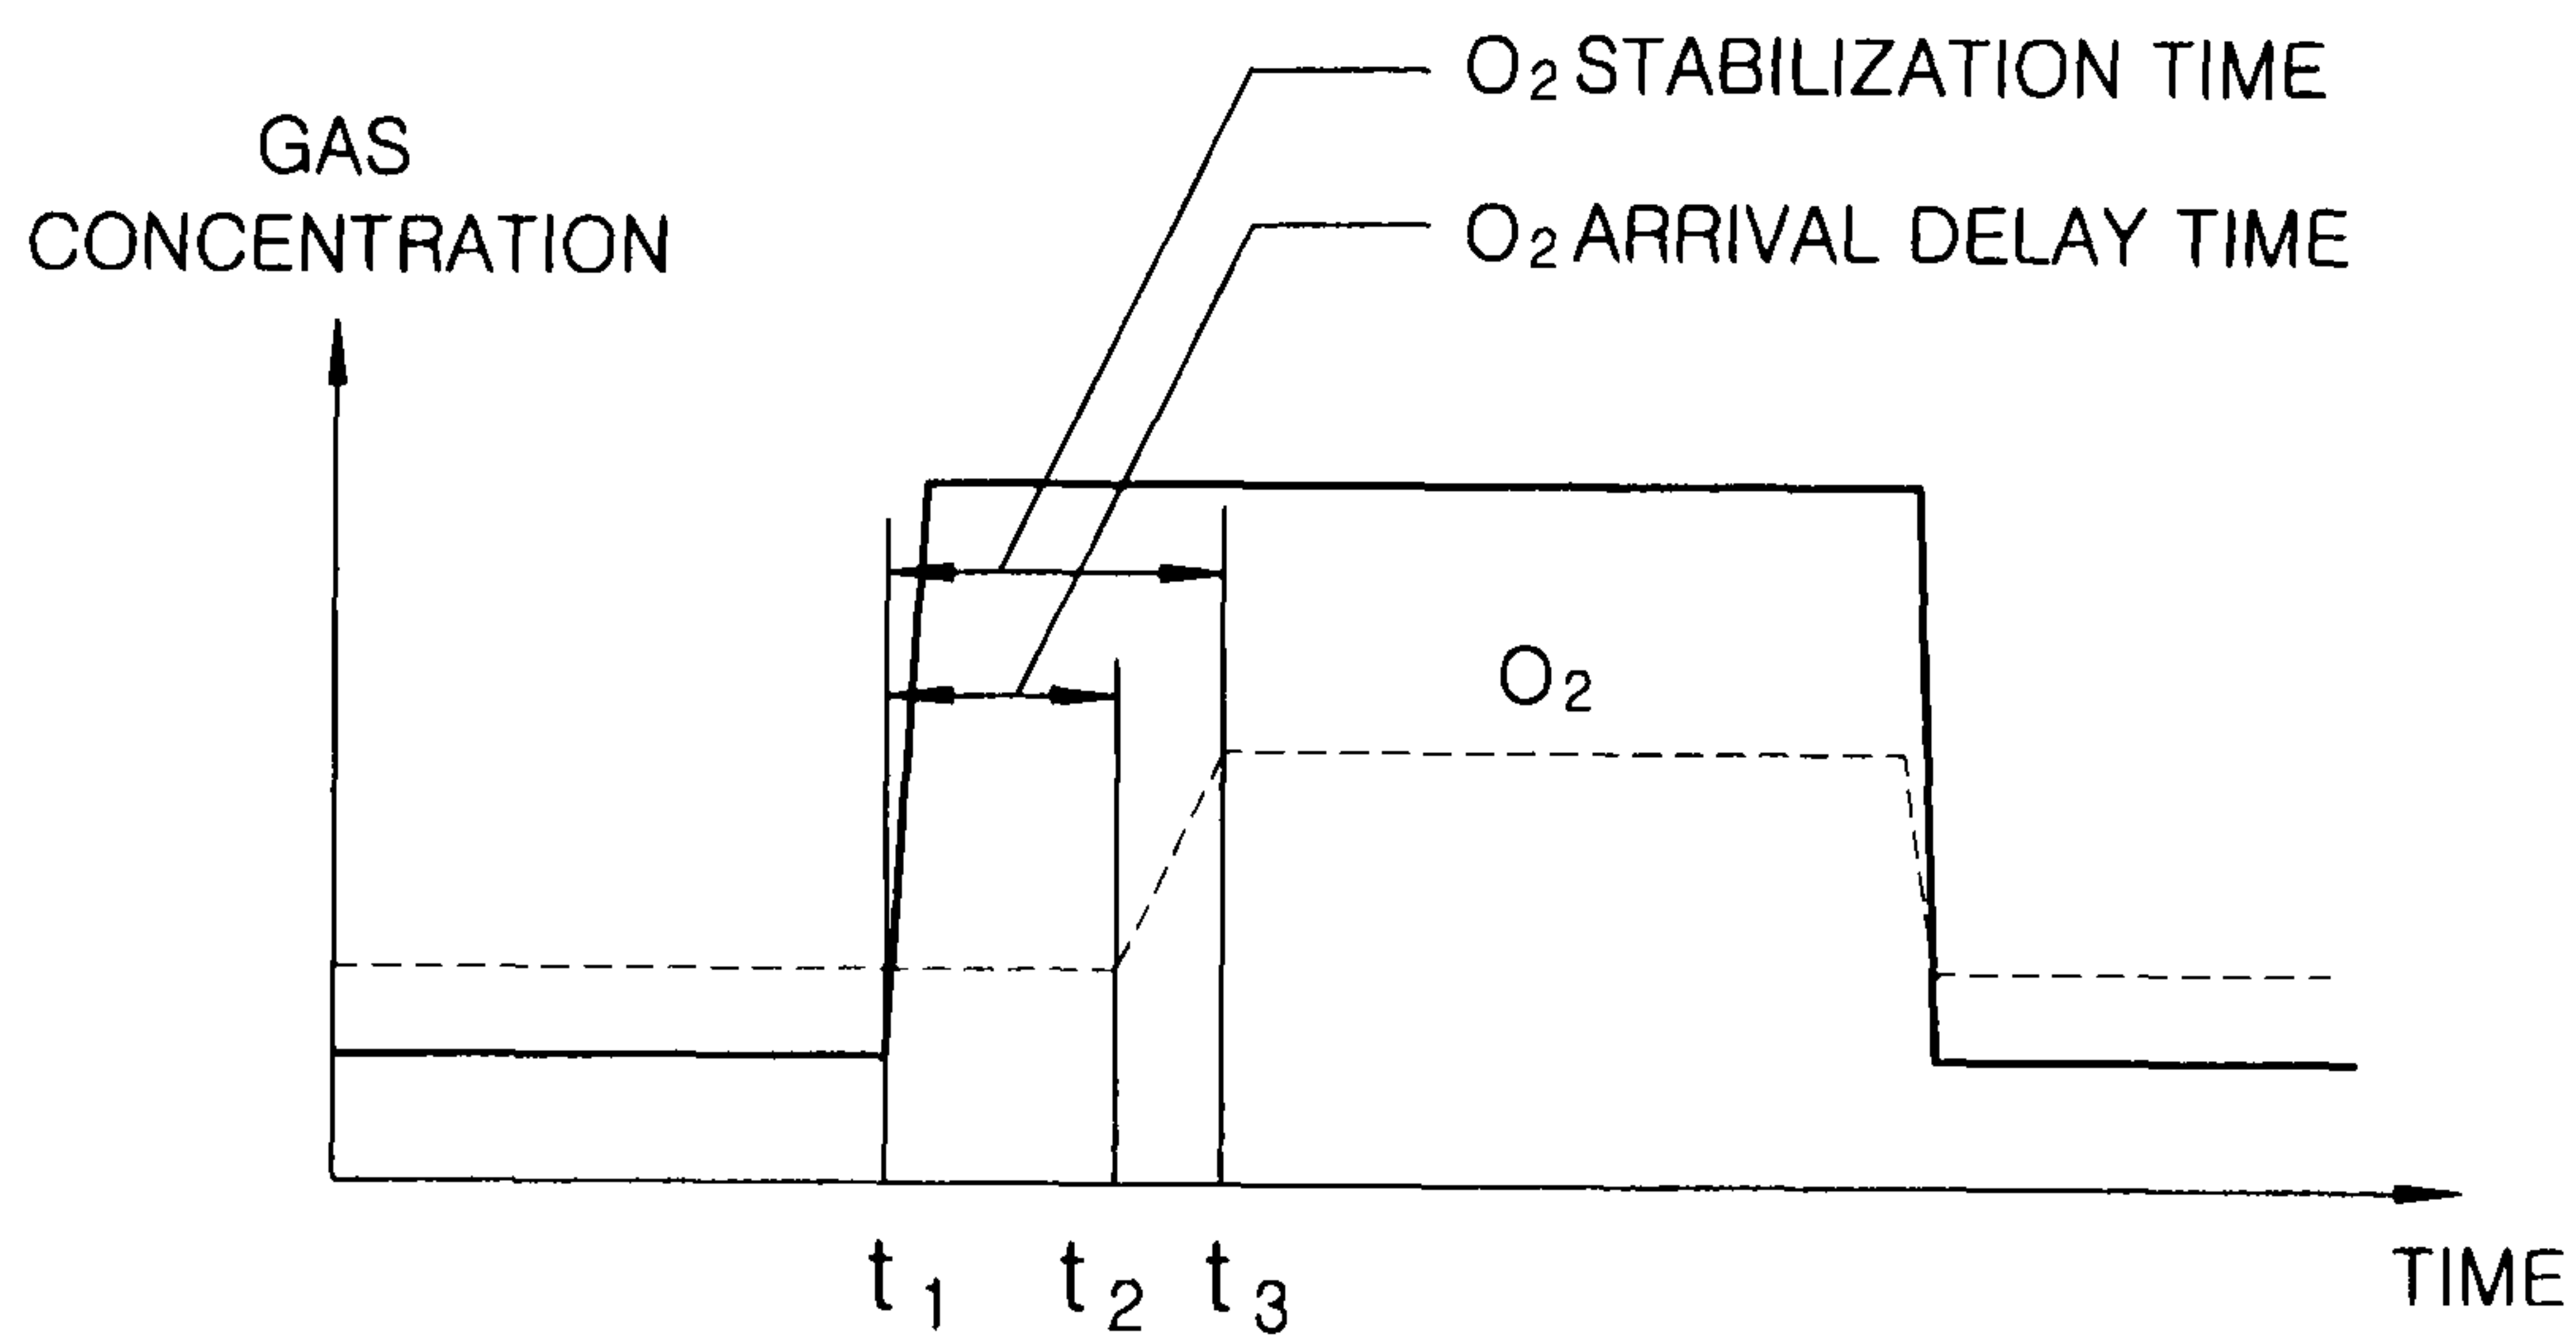 O₂ STABILIZATION TIME
GAS
CONCENTRATION
O₂ ARRIVAL DELAY TIME
O₂
t₁
t₂
t₃
TIME